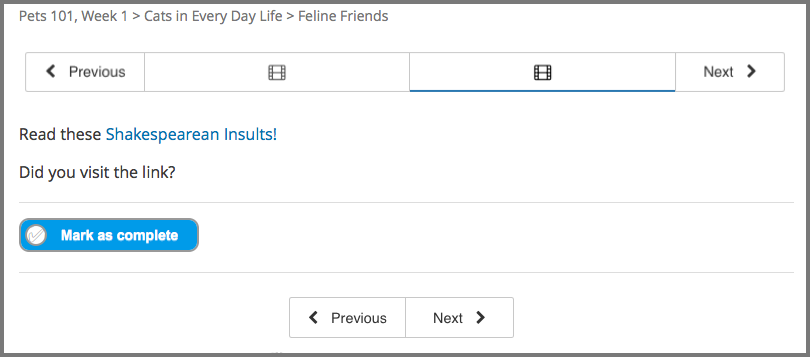 Pets 101, Week 1 > Cats in Every Day Life > Feline Friends
Previous Next
Read these Shakespearean Insults!
Did you visit the link?
Mark as complete
Previous Next